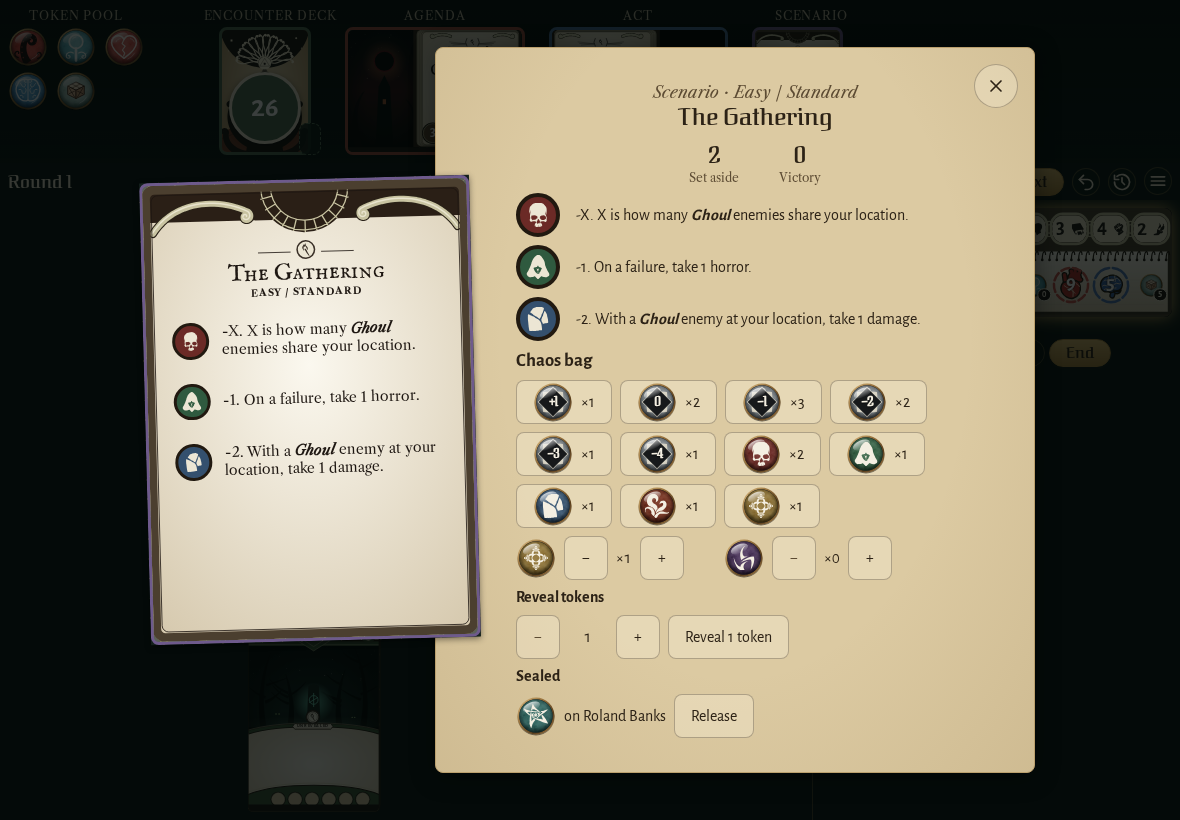 TOKEN POOL
ENCOUNTER DECK
AGENDA
ACT
SCENARIO
26
Round 1
THE GATHERING
EASY / STANDARD
-X. X is how many Ghoul
enemies share your location.
-1. On a failure, take 1 horror.
-2. With a Ghoul enemy at your
location, take 1 damage.
Scenario · Easy / Standard
The Gathering
2
0
Set aside
Victory
-X. X is how many Ghoul enemies share your location.
-1. On a failure, take 1 horror.
-2. With a Ghoul enemy at your location, take 1 damage.
Chaos bag
+1 ×1
0 ×2
-1 ×3
-2 ×2
-3 ×1
-4 ×1
×2
×1
×1
×1
×1
− ×1 +
− ×0 +
Reveal tokens
− 1 + Reveal 1 token
Sealed
on Roland Banks Release
3 4 2
9 5
End